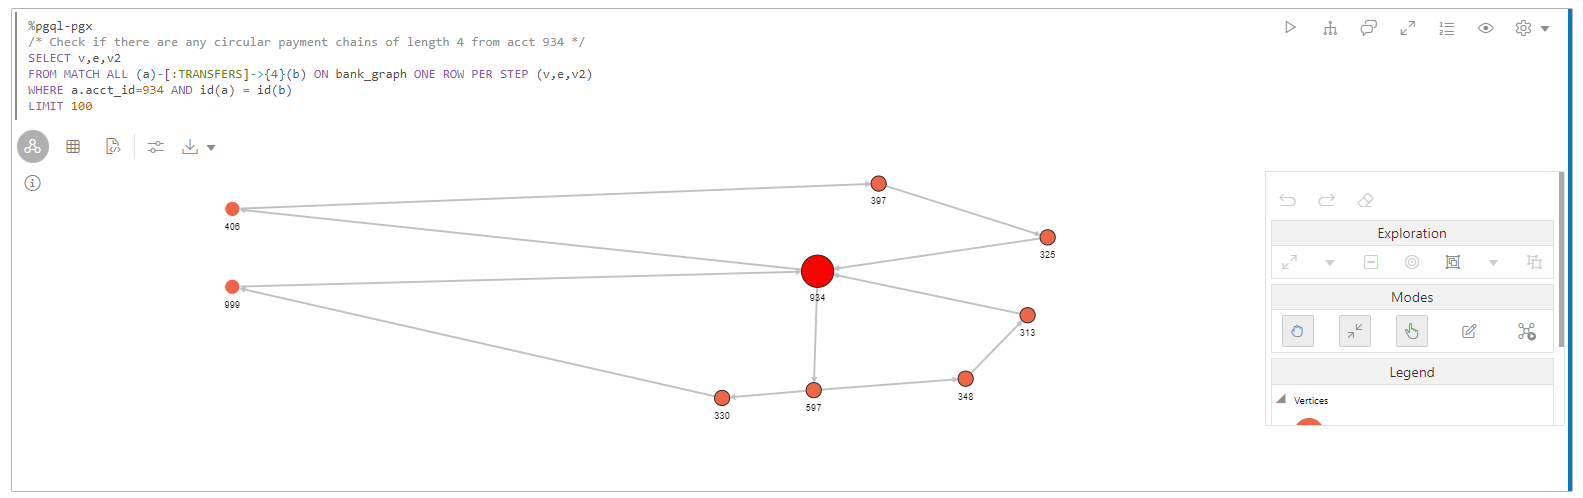 %pgql-pgx
/* Check if there are any circular payment chains of length 4 from acct 934 */
SELECT v,e,v2
FROM MATCH ALL (a)-[:TRANSFERS]->{4}(b) ON bank_graph ONE ROW PER STEP (v,e,v2)
WHERE a.acct_id=934 AND id(a) = id(b)
LIMIT 100
397
406
325
Exploration
934
999
Modes
313
Legend
348
597
330
Vertices